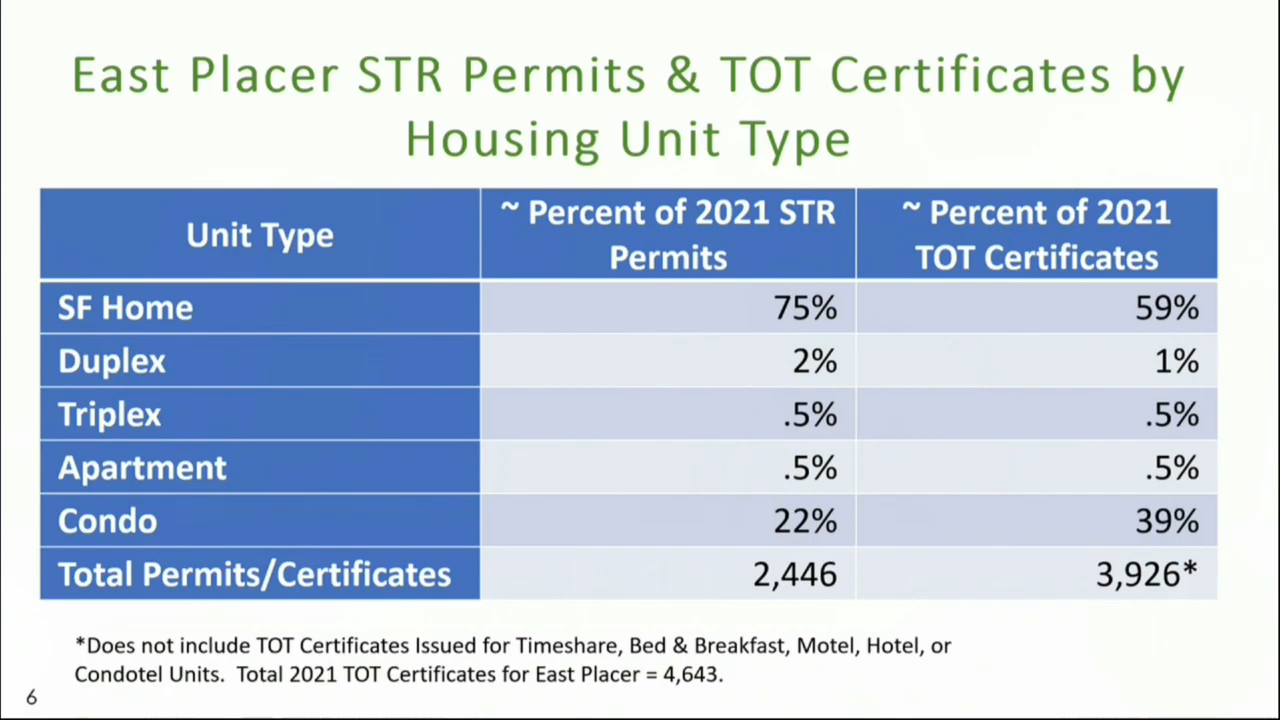 East Placer STR Permits & TOT Certificates by
Housing Unit Type
Unit Type
~ Percent of 2021 STR
Permits
~ Percent of 2021
TOT Certificates
SF Home 75% 59%
Duplex 2% 1%
Triplex .5% .5%
Apartment .5% .5%
Condo 22% 39%
Total Permits/Certificates 2,446 3,926*
*Does not include TOT Certificates Issued for Timeshare, Bed & Breakfast, Motel, Hotel, or
Condotel Units.  Total 2021 TOT Certificates for East Placer = 4,643.
6